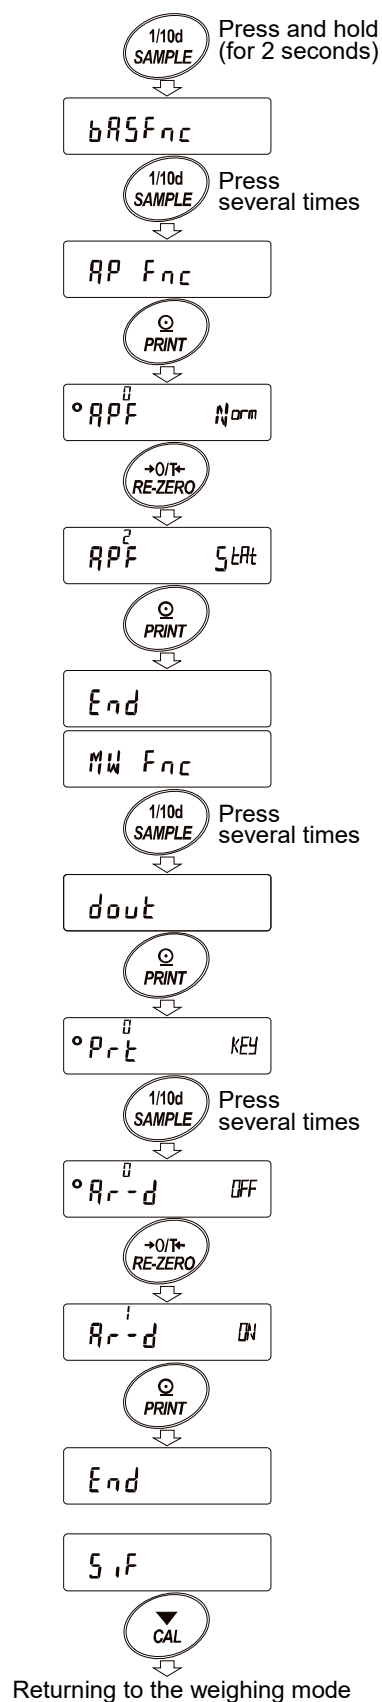 1/10d
SAMPLE
Press and hold
(for 2 seconds)
bASFnc
1/10d
SAMPLE
Press
several times
AP Fnc
PRINT
0
APF Norm
→0/T←
RE-ZERO
2
APF StAt
PRINT
End
MW Fnc
1/10d
SAMPLE
Press
several times
dout
PRINT
0
Prt KEY
1/10d
SAMPLE
Press
several times
0
Ar-d OFF
→0/T←
RE-ZERO
1
Ar-d ON
PRINT
End
SiF
CAL
Returning to the weighing mode